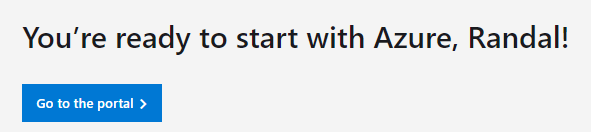 You’re ready to start with Azure, Randal!
Go to the portal